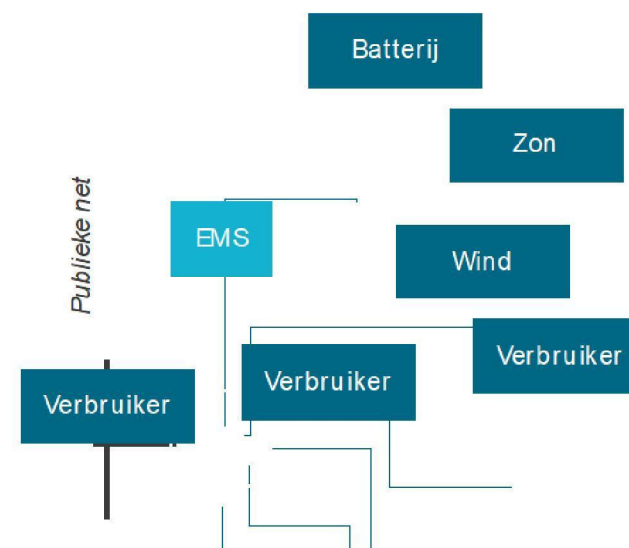 Batterij
Zon
Publieke net
EMS
Wind
Verbruiker
Verbruiker
Verbruiker